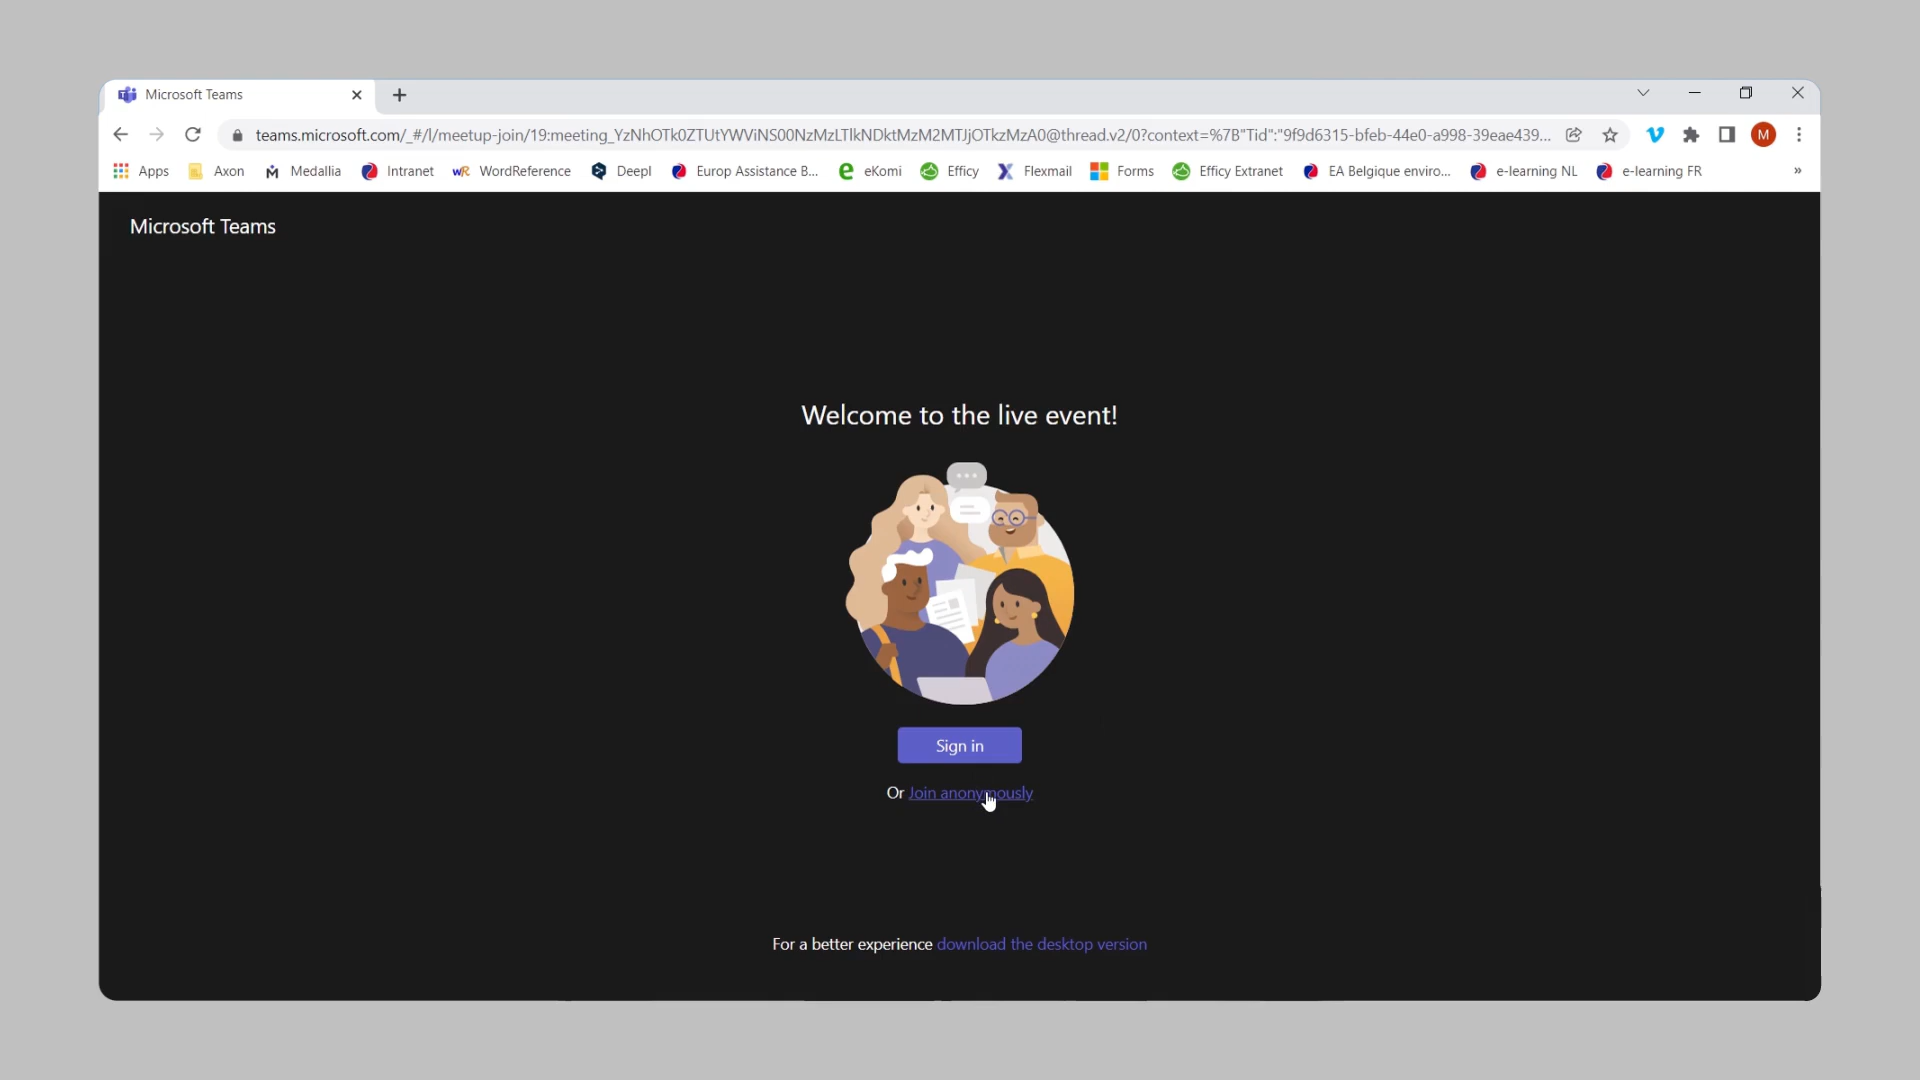 Microsoft Teams
teams.microsoft.com/_#/l/meetup-join/19:meeting_YzNhOTk0ZTUtYWViNS00NzMzLTlkNDktMzM2MTJjOTkzMzA0@thread.v2/0?context=%7B"Tid":"9f9d6315-bfeb-44e0-a998-39eae439...
M
Apps Axon Medallia Intranet WordReference Deepl Europ Assistance B... eKomi Efficy Flexmail Forms Efficy Extranet EA Belgique enviro... e-learning NL e-learning FR »
Microsoft Teams
Welcome to the live event!
Sign in
Or Join anonymously
For a better experience download the desktop version